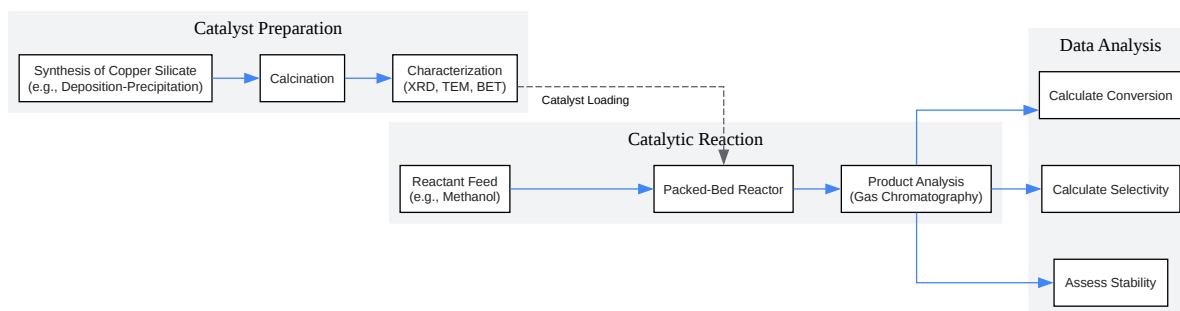 Catalyst Preparation
Synthesis of Copper Silicate
(e.g., Deposition-Precipitation)
Calcination
Characterization
(XRD, TEM, BET)
Catalyst Loading
Catalytic Reaction
Reactant Feed
(e.g., Methanol)
Packed-Bed Reactor
Product Analysis
(Gas Chromatography)
Data Analysis
Calculate Conversion
Calculate Selectivity
Assess Stability